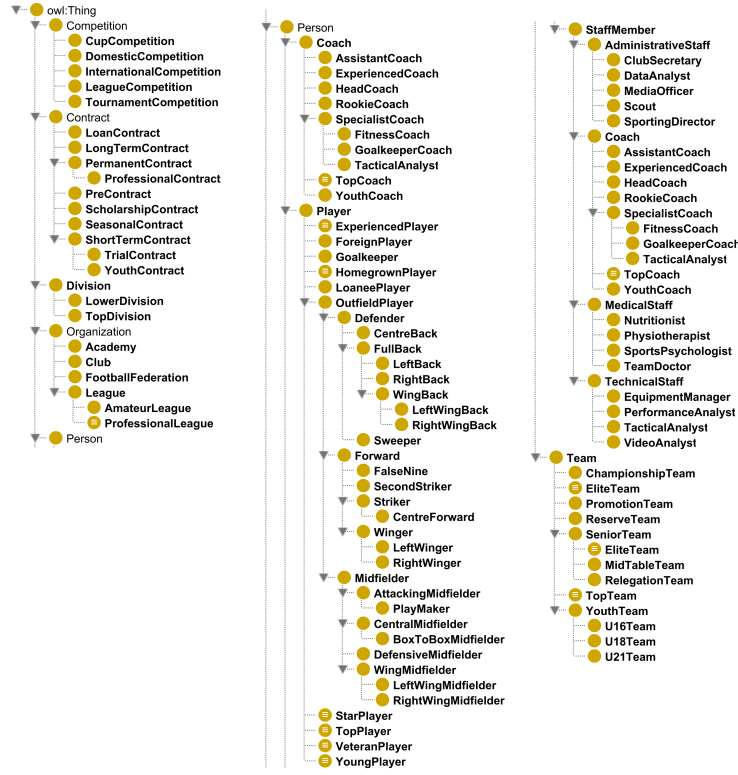 owl:Thing
Competition
CupCompetition
DomesticCompetition
InternationalCompetition
LeagueCompetition
TournamentCompetition
Contract
LoanContract
LongTermContract
PermanentContract
ProfessionalContract
PreContract
ScholarshipContract
SeasonalContract
ShortTermContract
TrialContract
YouthContract
Division
LowerDivision
TopDivision
Organization
Academy
Club
FootballFederation
League
AmateurLeague
ProfessionalLeague
Person
Person
Coach
AssistantCoach
ExperiencedCoach
HeadCoach
RookieCoach
SpecialistCoach
FitnessCoach
GoalkeeperCoach
TacticalAnalyst
TopCoach
YouthCoach
Player
ExperiencedPlayer
ForeignPlayer
Goalkeeper
HomegrownPlayer
LoaneePlayer
OutfieldPlayer
Defender
CentreBack
FullBack
LeftBack
RightBack
WingBack
LeftWingBack
RightWingBack
Sweeper
Forward
FalseNine
SecondStriker
Striker
CentreForward
Winger
LeftWinger
RightWinger
Midfielder
AttackingMidfielder
PlayMaker
CentralMidfielder
BoxToBoxMidfielder
DefensiveMidfielder
WingMidfielder
LeftWingMidfielder
RightWingMidfielder
StarPlayer
TopPlayer
VeteranPlayer
YoungPlayer
StaffMember
AdministrativeStaff
ClubSecretary
DataAnalyst
MediaOfficer
Scout
SportingDirector
Coach
AssistantCoach
ExperiencedCoach
HeadCoach
RookieCoach
SpecialistCoach
FitnessCoach
GoalkeeperCoach
TacticalAnalyst
TopCoach
YouthCoach
MedicalStaff
Nutritionist
Physiotherapist
SportsPsychologist
TeamDoctor
TechnicalStaff
EquipmentManager
PerformanceAnalyst
TacticalAnalyst
VideoAnalyst
Team
ChampionshipTeam
EliteTeam
PromotionTeam
ReserveTeam
SeniorTeam
EliteTeam
MidTableTeam
RelegationTeam
TopTeam
YouthTeam
U16Team
U18Team
U21Team